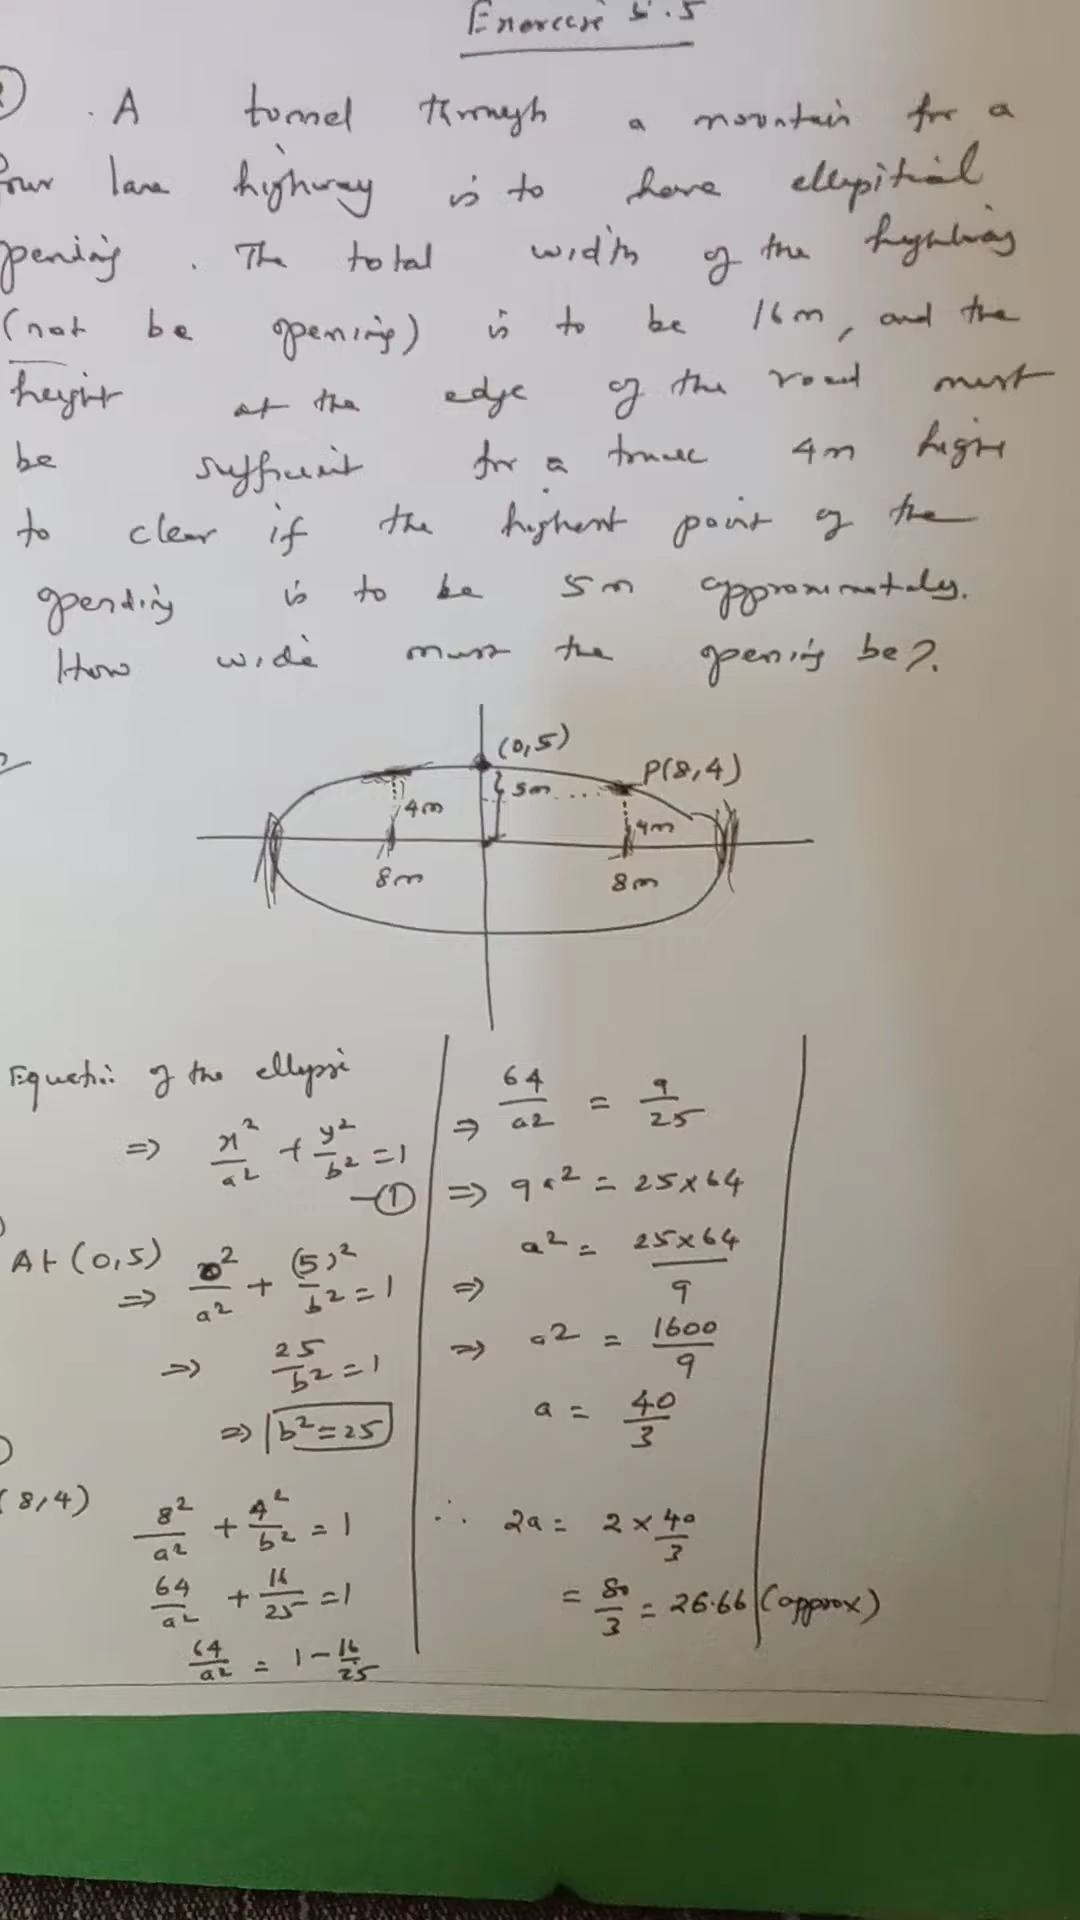 Exercise 5.5
. A tunnel through a mountain for a
four lane highway is to have elliptical
opening . The total width of the highway
(not be opening) is to be 16m, and the
height at the edge of the road must
be sufficient for a truck 4m high
to clear if the highest point of the
opening is to be 5m approximately.
How wide must the opening be?.
(0,5)
P(8,4)
5m
4m
4m
8m
8m
Equation of the ellipse
⇒ x²/a² + y²/b² = 1
—①
At (0,5)
⇒ 0²/a² + (5)²/b² = 1
⇒ 25/b² = 1
⇒ b² = 25
(8,4)
8²/a² + 4²/b² = 1
64/a² + 16/25 = 1
64/a² = 1 - 16/25
⇒ 64/a² = 9/25
⇒ 9a² = 25×64
⇒ a² = 25×64/9
⇒ a² = 1600/9
a = 40/3
∴ 2a = 2 × 40/3
= 80/3 = 26.66 (approx)